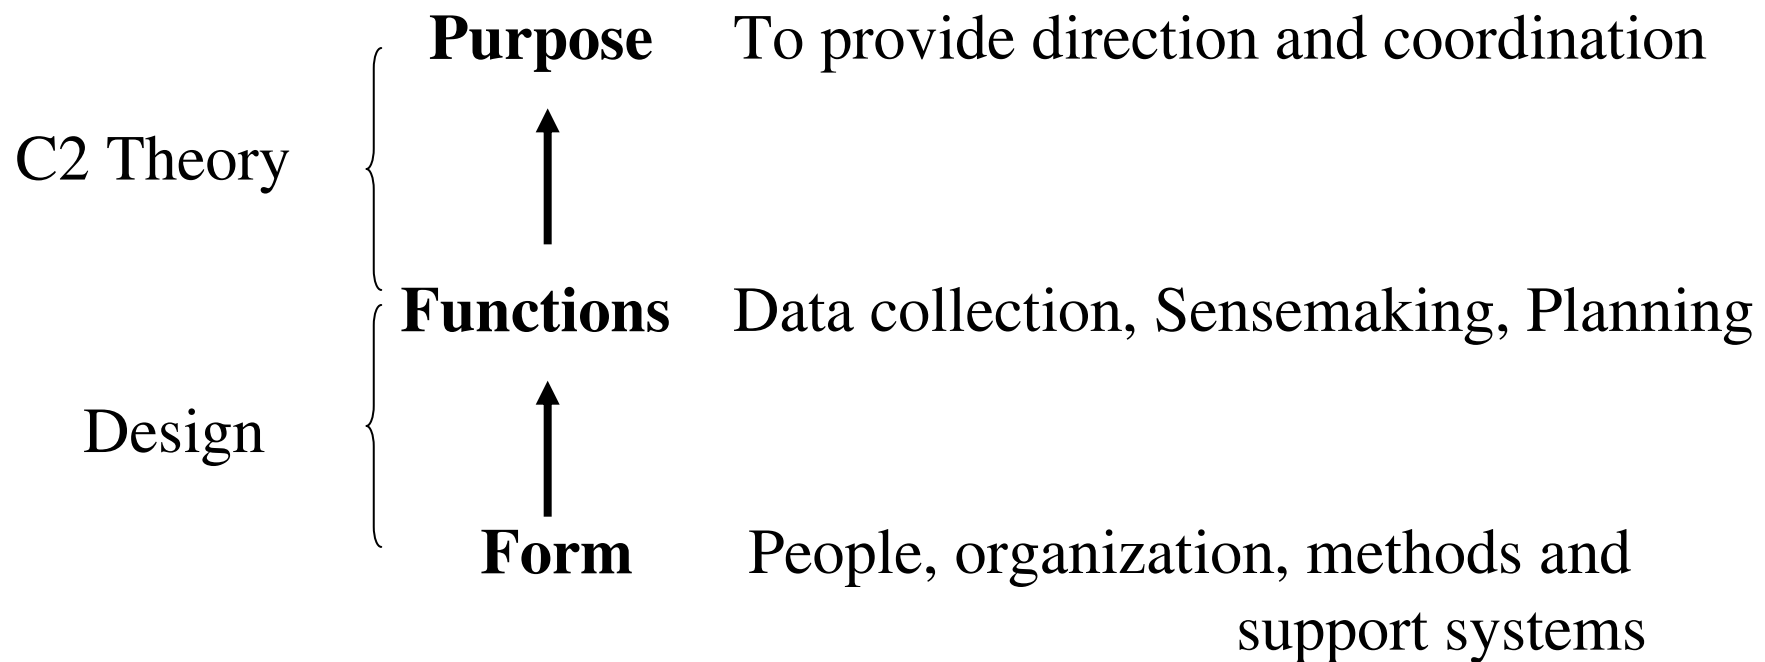 Purpose To provide direction and coordination
C2 Theory
Functions Data collection, Sensemaking, Planning
Design
Form People, organization, methods and
support systems